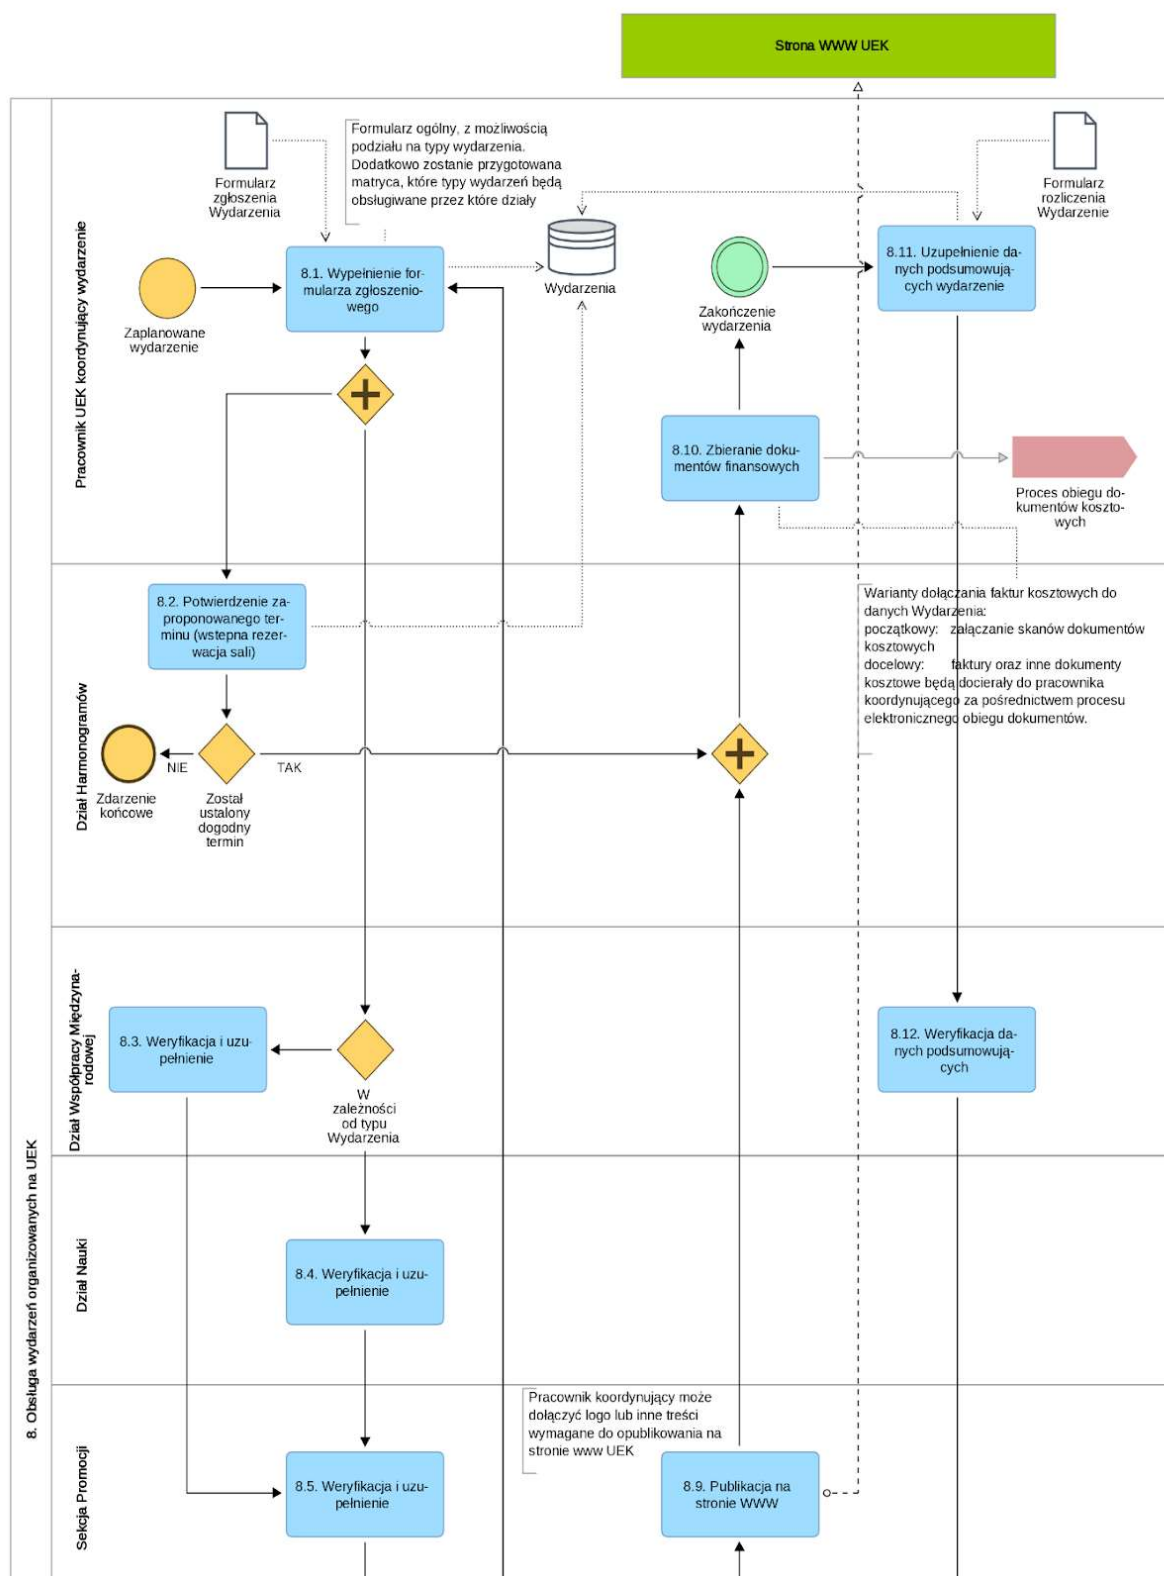 Strona WWW UEK
8. Obsługa wydarzeń organizowanych na UEK
Pracownik UEK koordynujący wydarzenie
Formularz
zgłoszenia
Wydarzenia
Formularz ogólny, z możliwością
podziału na typy wydarzenia.
Dodatkowo zostanie przygotowana
matryca, które typy wydarzeń będą
obsługiwane przez które działy
Formularz
rozliczenia
Wydarzenie
Zaplanowane
wydarzenie
8.1. Wypełnienie for-
mularza zgłoszenio-
wego
Wydarzenia
Zakończenie
wydarzenia
8.11. Uzupełnienie da-
nych podsumowują-
cych wydarzenie
8.10. Zbieranie doku-
mentów finansowych
Proces obiegu do-
kumentów koszto-
wych
Dział Harmonogramów
8.2. Potwierdzenie za-
proponowanego ter-
minu (wstepna rezer-
wacja sali)
Warianty dołączania faktur kosztowych do
danych Wydarzenia:
początkowy: załączanie skanów dokumentów
kosztowych
docelowy: faktury oraz inne dokumenty
kosztowe będą docierały do pracownika
koordynującego za pośrednictwem procesu
elektronicznego obiegu dokumentów.
NIE
TAK
Zdarzenie
końcowe
Został
ustalony
dogodny
termin
Dział Współpracy Międzyna-
rodowej
8.3. Weryfikacja i uzu-
pełnienie
W
zależności
od typu
Wydarzenia
8.12. Weryfikacja da-
nych podsumowują-
cych
Dział Nauki
8.4. Weryfikacja i uzu-
pełnienie
Sekcja Promocji
8.5. Weryfikacja i uzu-
pełnienie
Pracownik koordynujący może
dołączyć logo lub inne treści
wymagane do opublikowania na
stronie www UEK
8.9. Publikacja na
stronie WWW